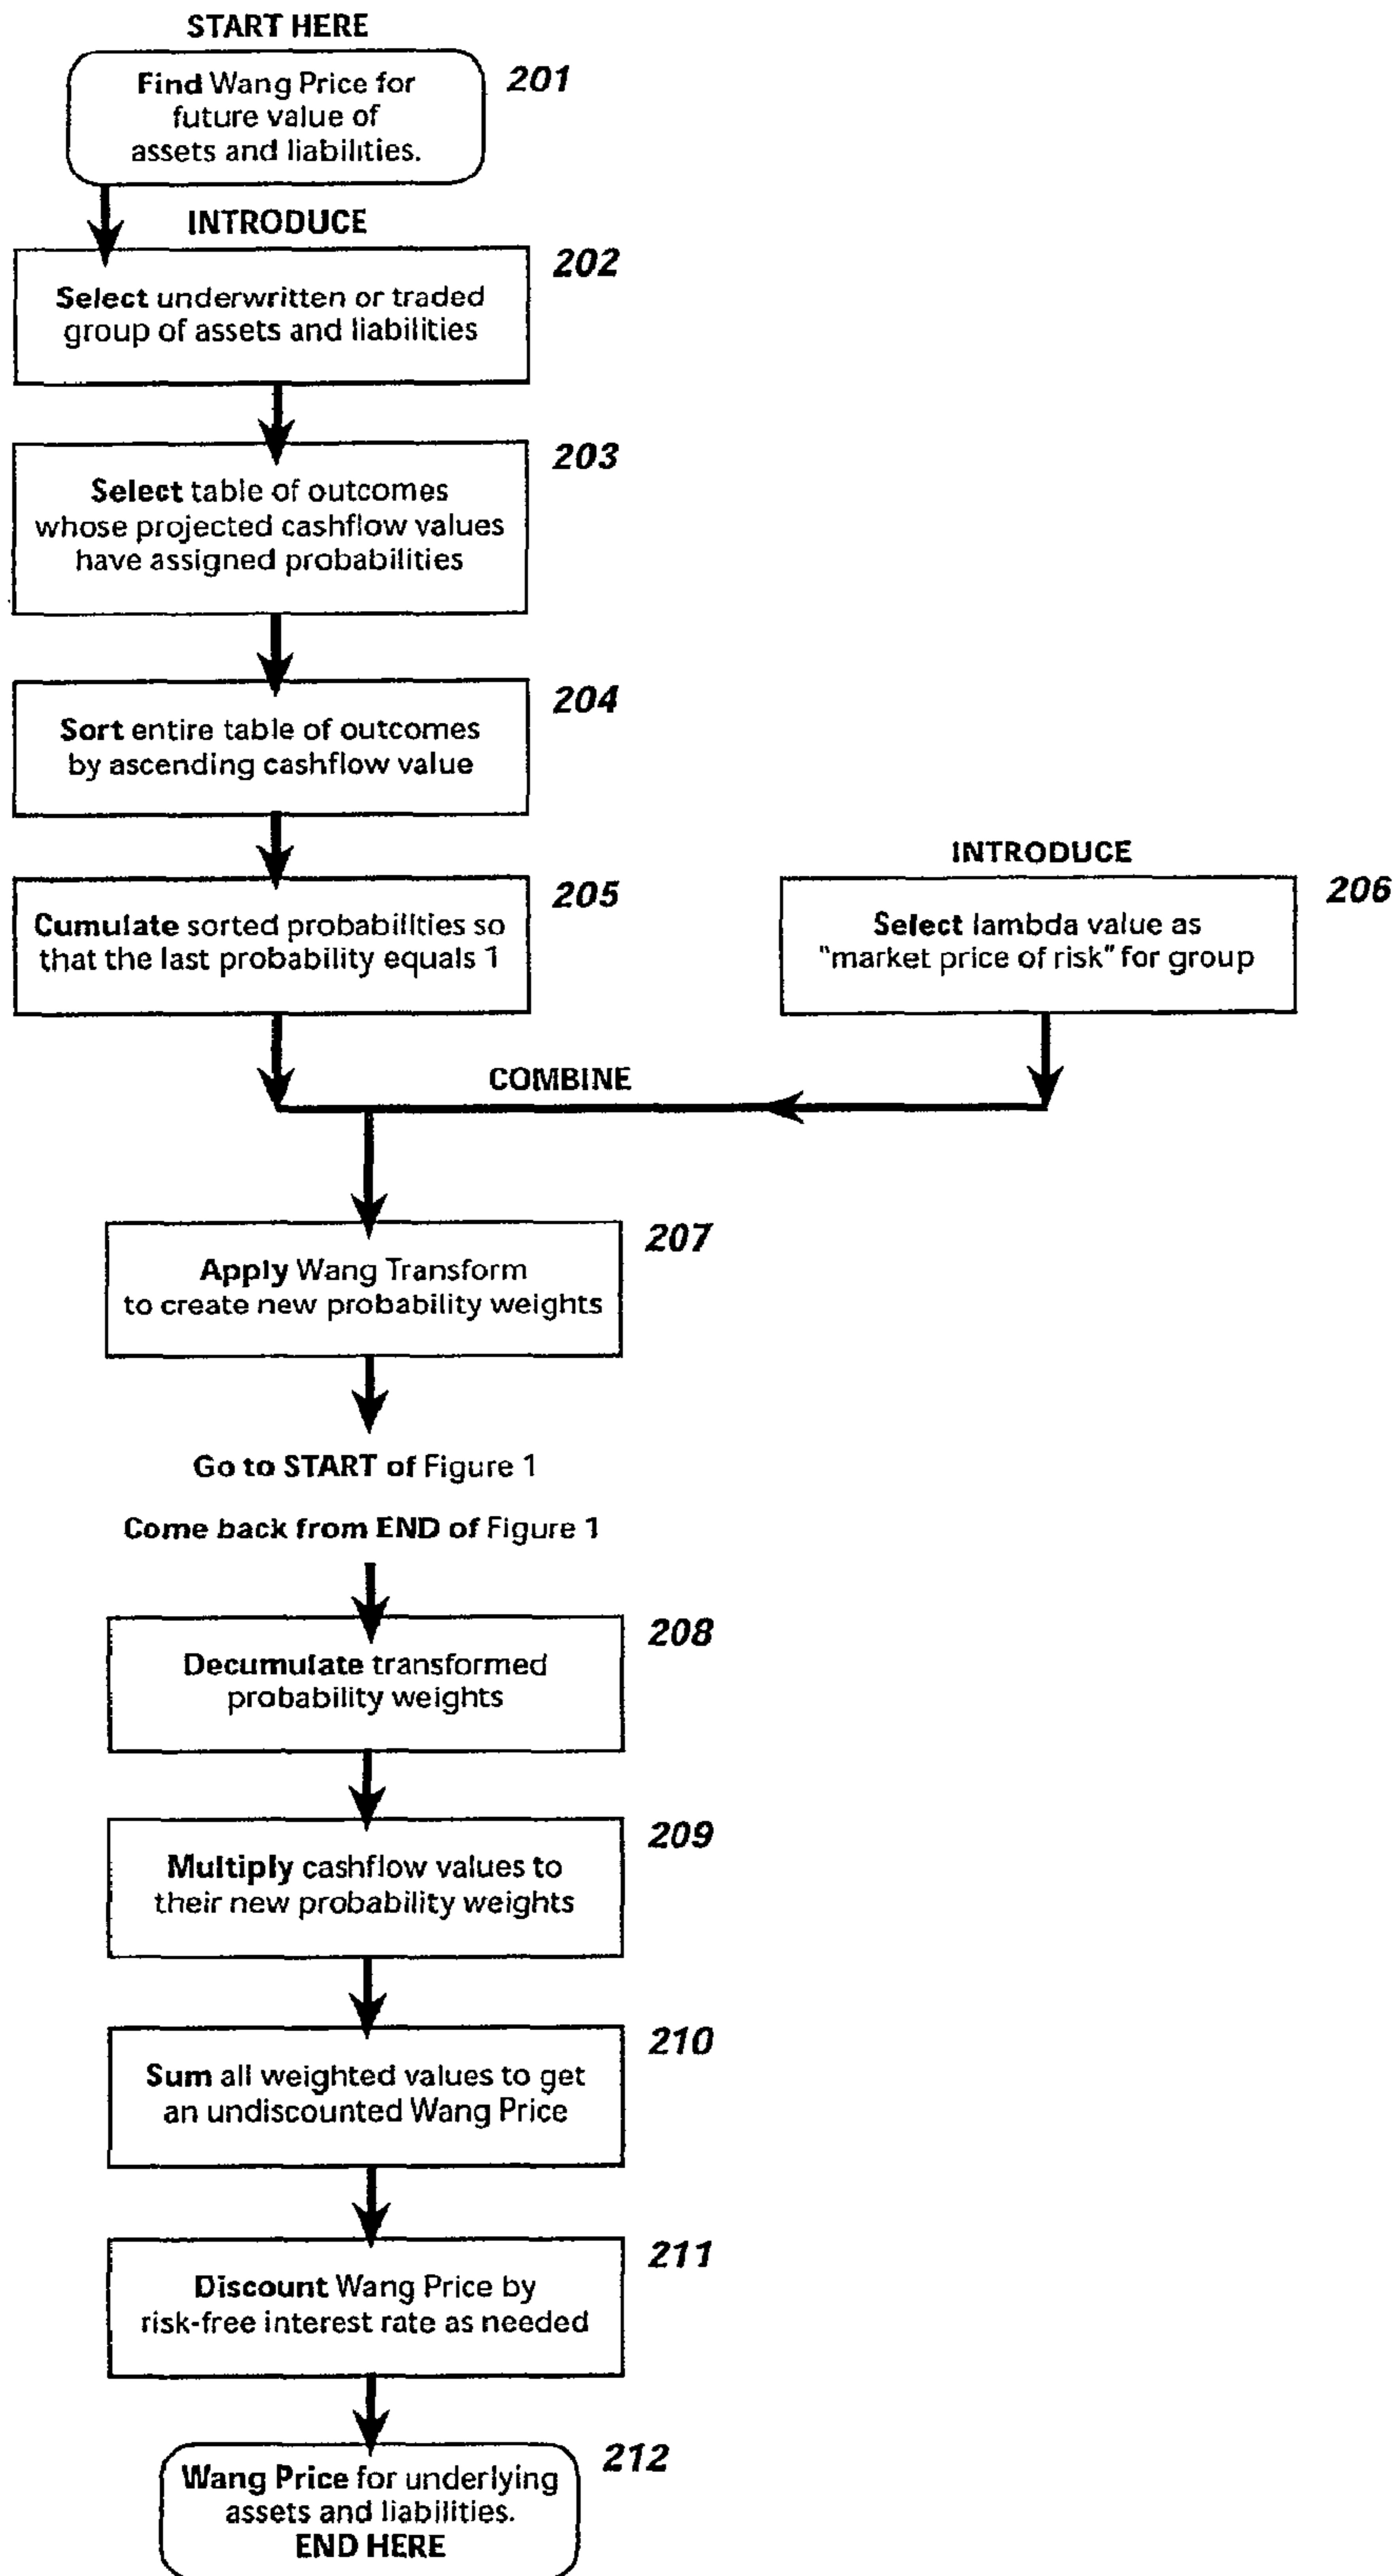 START HERE
Find Wang Price for
future value of
assets and liabilities.
201
INTRODUCE
202
Select underwritten or traded
group of assets and liabilities
203
Select table of outcomes
whose projected cashflow values
have assigned probabilities
204
Sort entire table of outcomes
by ascending cashflow value
205
Cumulate sorted probabilities so
that the last probability equals 1
INTRODUCE
206
Select lambda value as
"market price of risk" for group
COMBINE
207
Apply Wang Transform
to create new probability weights
Go to START of Figure 1
Come back from END of Figure 1
208
Decumulate transformed
probability weights
209
Multiply cashflow values to
their new probability weights
210
Sum all weighted values to get
an undiscounted Wang Price
211
Discount Wang Price by
risk-free interest rate as needed
212
Wang Price for underlying
assets and liabilities.
END HERE